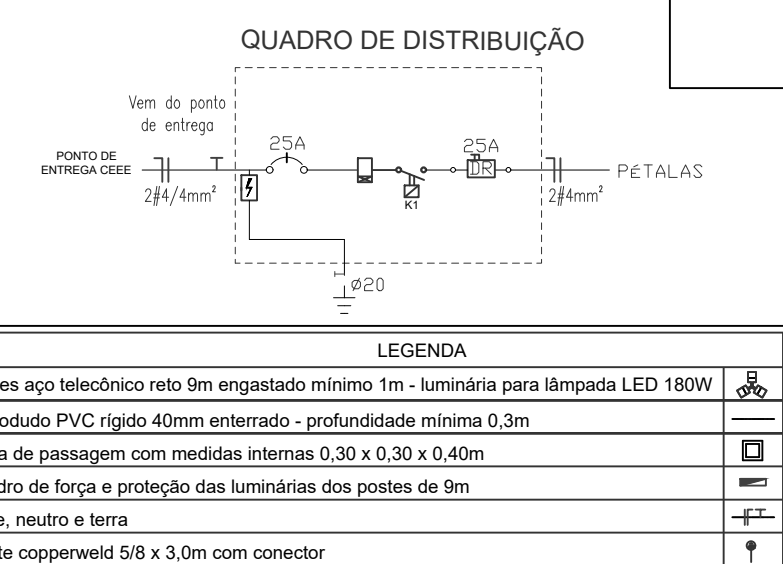 QUADRO DE DISTRIBUIÇÃO
Vem do ponto
de entrega
PONTO DE
ENTREGA CEEE
2#4/4mm²
25A
K1
25A
DR
2#4mm²
PÉTALAS
Ø20
LEGENDA
es aço telecônico reto 9m engastado mínimo 1m - luminária para lâmpada LED 180W
odudo PVC rígido 40mm enterrado - profundidade mínima 0,3m
a de passagem com medidas internas 0,30 x 0,30 x 0,40m
dro de força e proteção das luminárias dos postes de 9m
e, neutro e terra
te copperweld 5/8 x 3,0m com conector